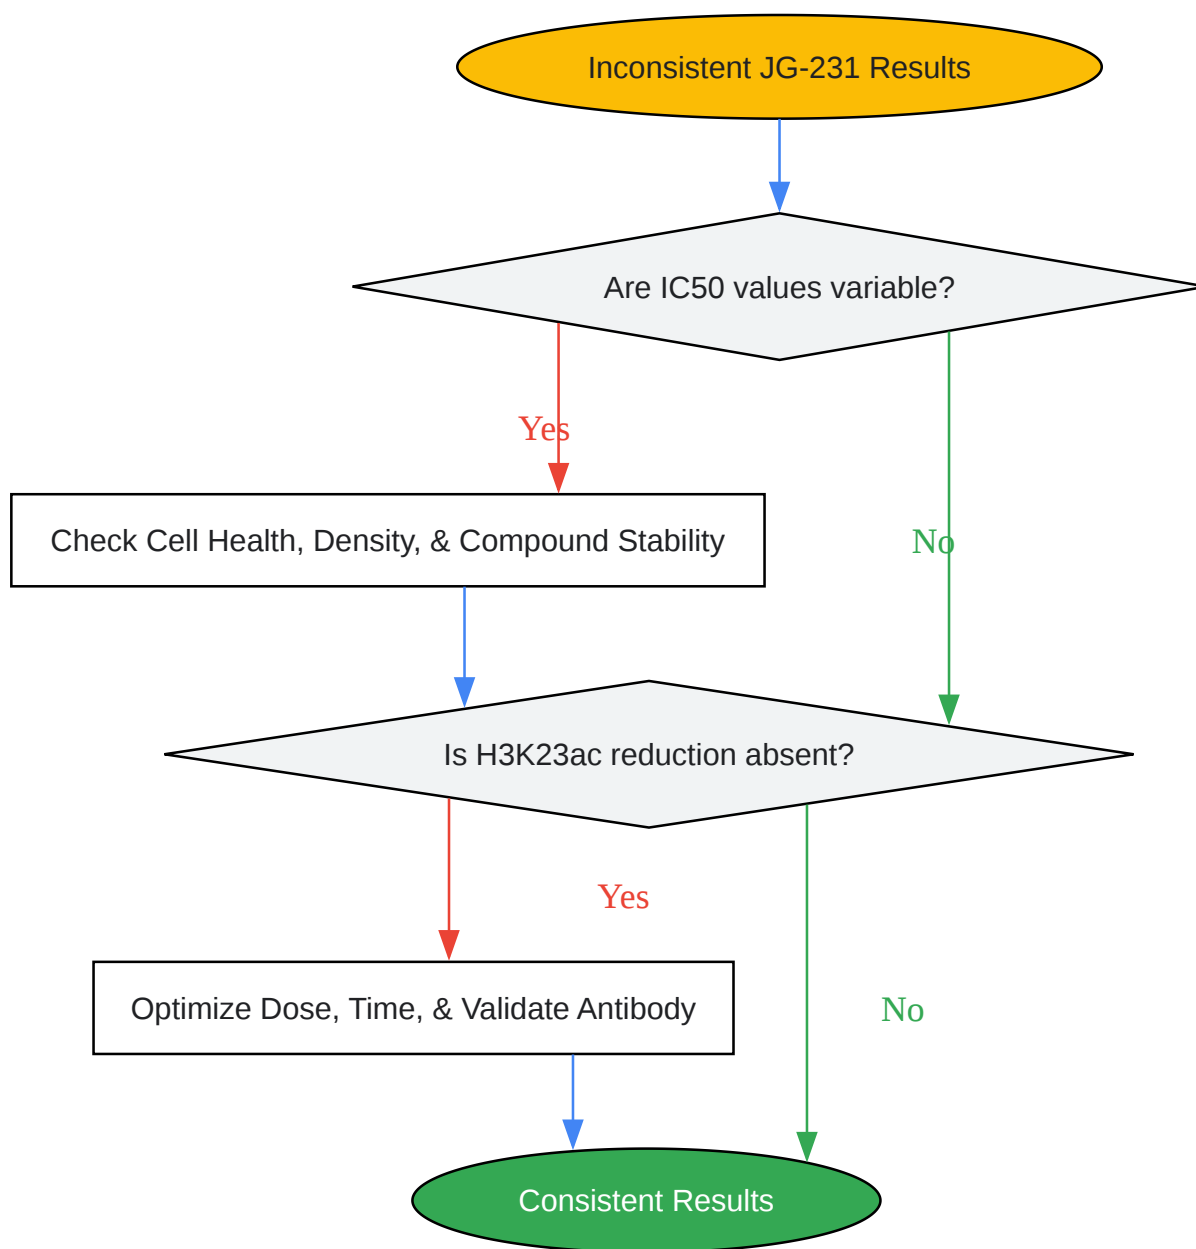 Inconsistent JG-231 Results
Are IC50 values variable?
Yes
Check Cell Health, Density, & Compound Stability
No
Is H3K23ac reduction absent?
Yes
Optimize Dose, Time, & Validate Antibody
No
Consistent Results